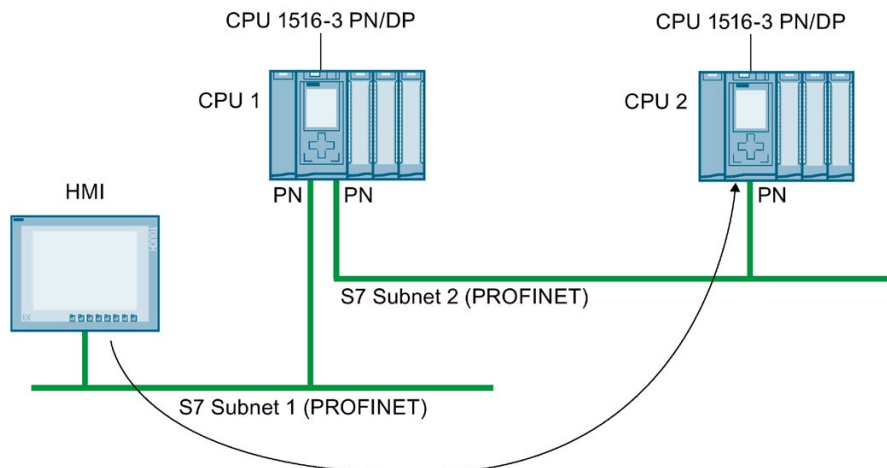 CPU 1516-3 PN/DP
CPU 1516-3 PN/DP
CPU 1
CPU 2
HMI
PN
PN
PN
TOUCH
S7 Subnet 2 (PROFINET)
S7 Subnet 1 (PROFINET)